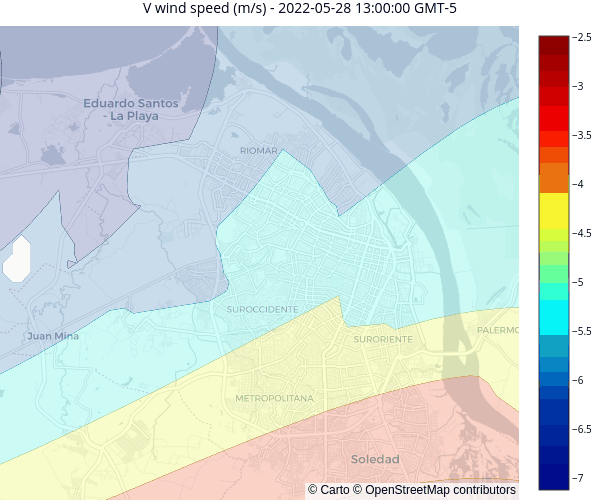 V wind speed (m/s) - 2022-05-28 13:00:00 GMT-5
−2.5
Eduardo Santos
- La Playa
−3
RIOMAR
−3.5
−4
−4.5
−5
SUROCCIDENTE
Juan Mina
SURORIENTE
PALERMO
−5.5
METROPOLITANA
−6
−6.5
Soledad
−7
© Carto © OpenStreetMap contributors